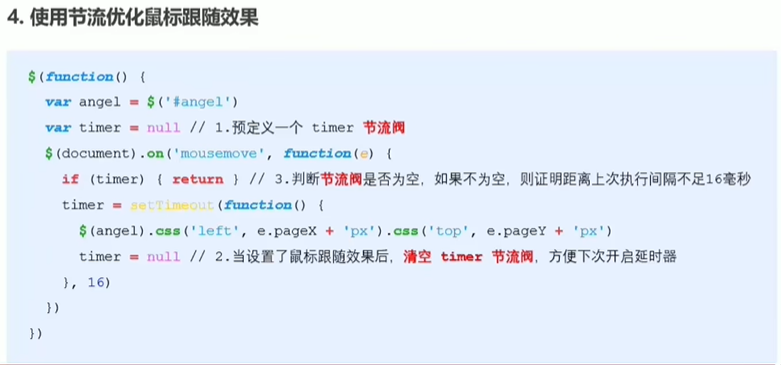 4. 使用节流优化鼠标跟随效果
$(function() {
  var angel = $('#angel')
  var timer = null // 1.预定义一个 timer 节流阀
  $(document).on('mousemove', function(e) {
    if (timer) { return } // 3.判断节流阀是否为空，如果不为空，则证明距离上次执行间隔不足16毫秒
    timer = setTimeout(function() {
      $(angel).css('left', e.pageX + 'px').css('top', e.pageY + 'px')
      timer = null // 2.当设置了鼠标跟随效果后，清空 timer 节流阀，方便下次开启延时器
    }, 16)
  })
})